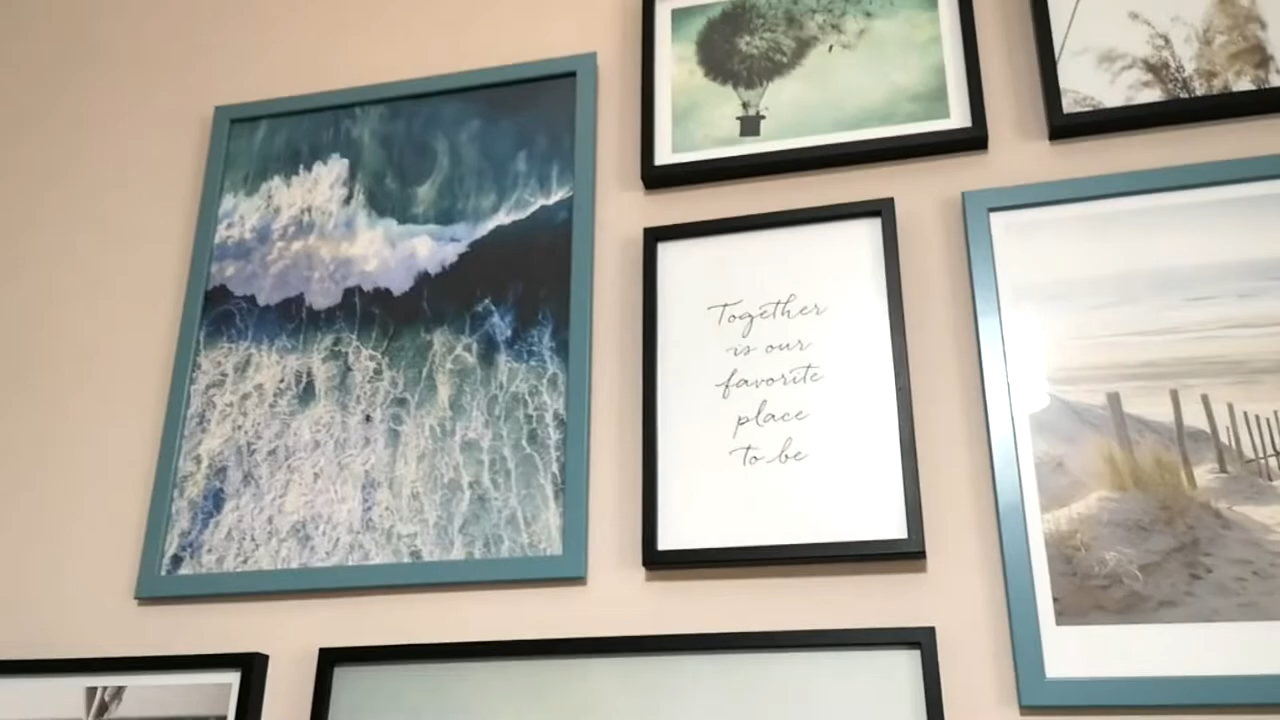 Together
is our
favorite
place
to be